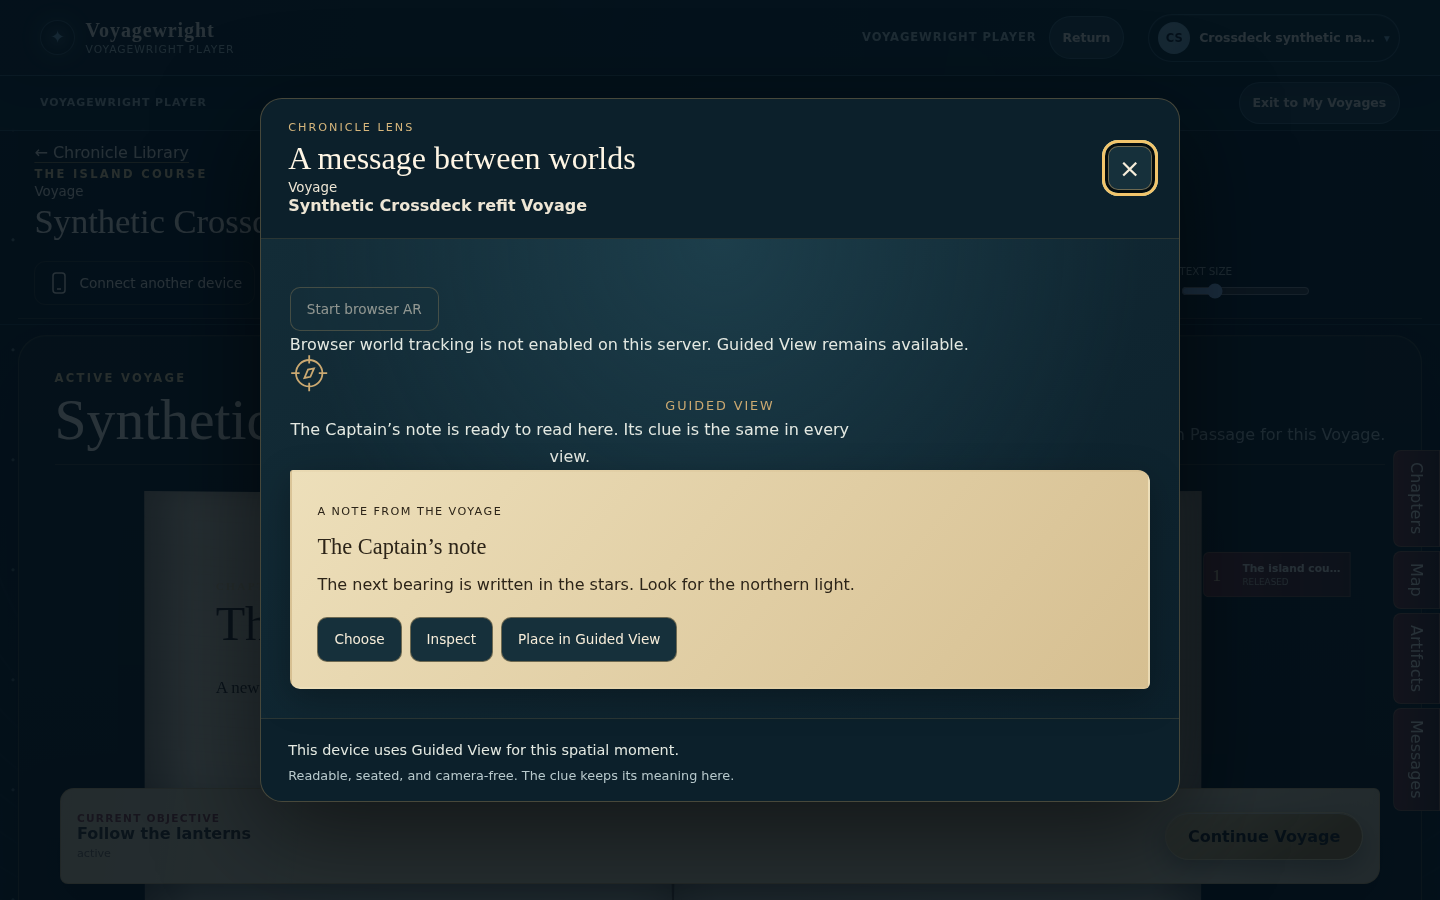 Voyagewright
VOYAGEWRIGHT PLAYER
VOYAGEWRIGHT PLAYER
Return
CS
Crossdeck synthetic na…
VOYAGEWRIGHT PLAYER
Exit to My Voyages
← Chronicle Library
THE ISLAND COURSE
Voyage
Synthetic Cross
Connect another device
TEXT SIZE
CHRONICLE LENS
A message between worlds
Voyage
Synthetic Crossdeck refit Voyage
×
Start browser AR
Browser world tracking is not enabled on this server. Guided View remains available.
GUIDED VIEW
The Captain’s note is ready to read here. Its clue is the same in every
view.
A NOTE FROM THE VOYAGE
The Captain’s note
The next bearing is written in the stars. Look for the northern light.
Choose
Inspect
Place in Guided View
This device uses Guided View for this spatial moment.
Readable, seated, and camera-free. The clue keeps its meaning here.
ACTIVE VOYAGE
Synthetic
Passage for this Voyage.
Th
A new
1
The island cou…
RELEASED
Chapters
Map
Artifacts
Messages
CURRENT OBJECTIVE
Follow the lanterns
active
Continue Voyage